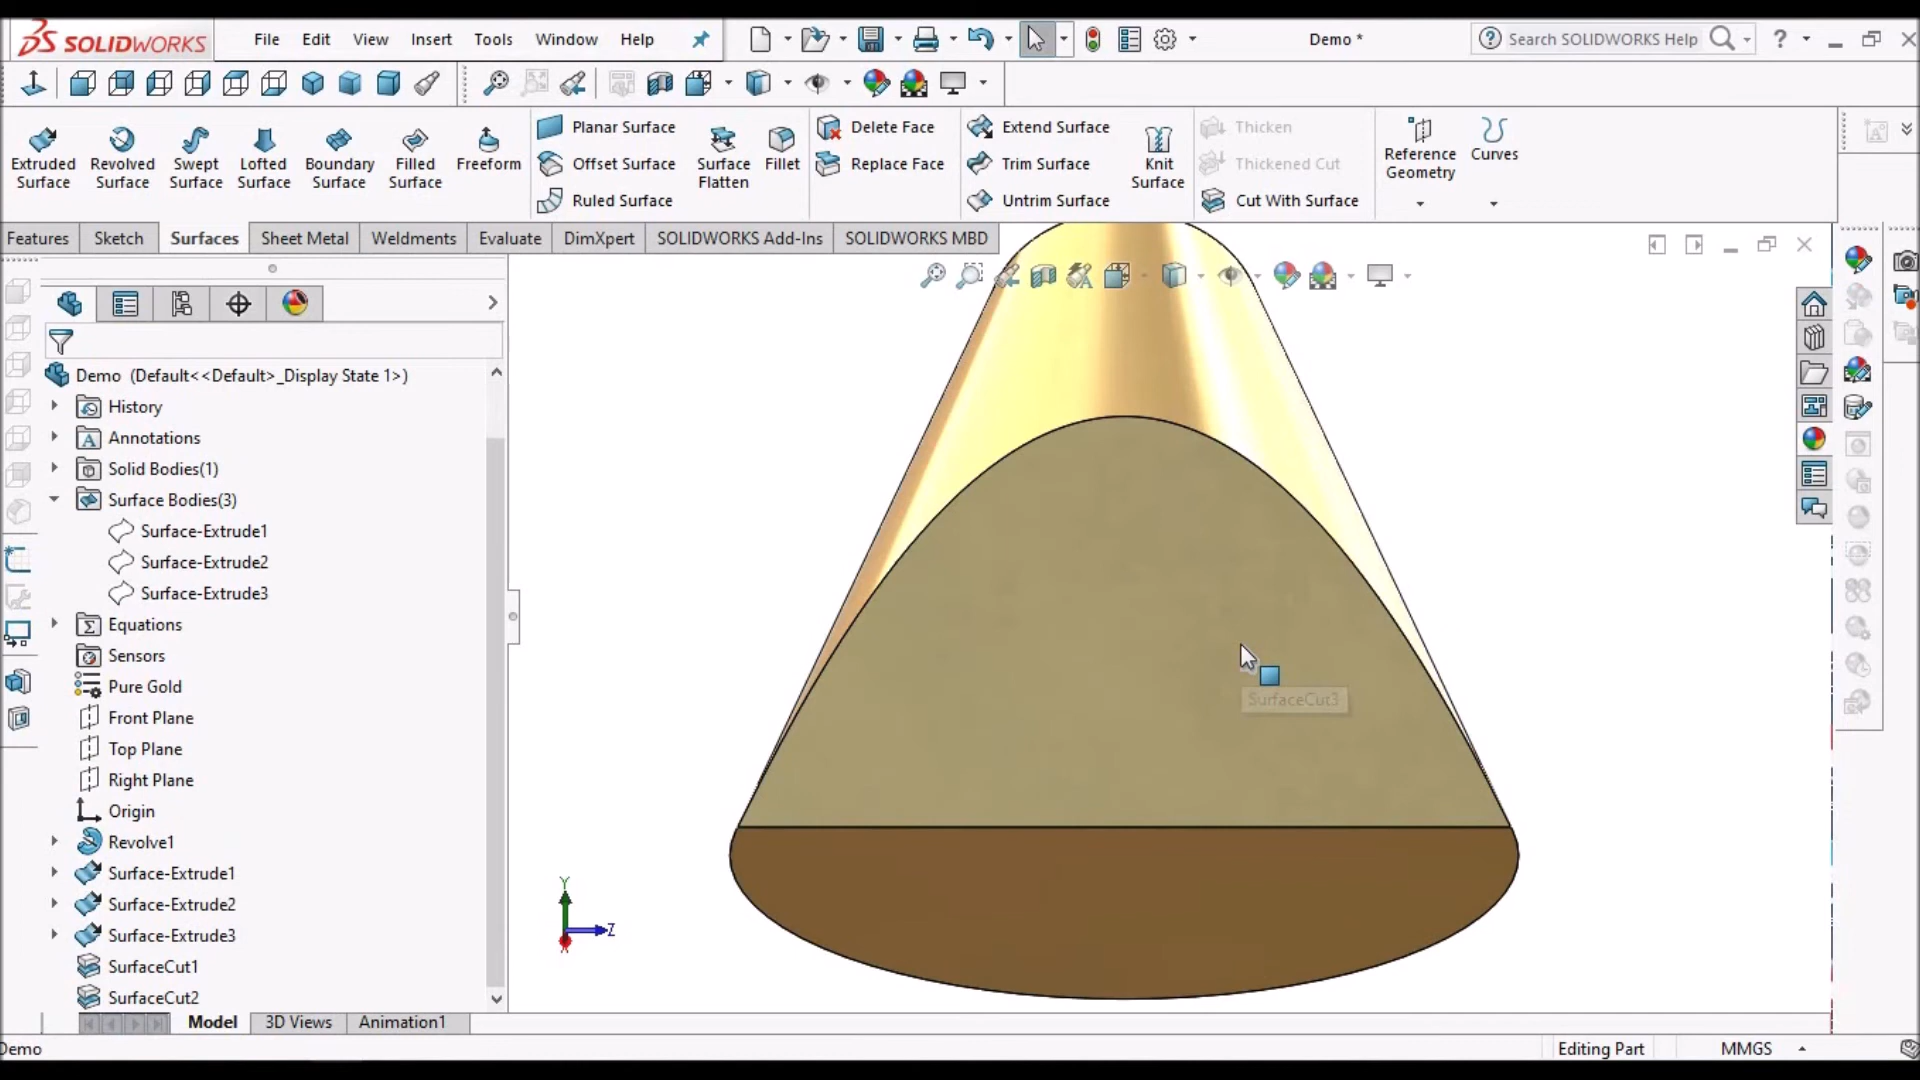 SOLIDWORKS
File Edit View Insert Tools Window Help
Demo *
Search SOLIDWORKS Help
?
Extruded Surface
Revolved Surface
Swept Surface
Lofted Surface
Boundary Surface
Filled Surface
Freeform
Planar Surface
Offset Surface
Ruled Surface
Surface Flatten
Fillet
Delete Face
Replace Face
Extend Surface
Trim Surface
Untrim Surface
Knit Surface
Thicken
Thickened Cut
Cut With Surface
Reference Geometry
Curves
Features Sketch Surfaces Sheet Metal Weldments Evaluate DimXpert SOLIDWORKS Add-Ins SOLIDWORKS MBD
Demo (Default<<Default>_Display State 1>)
History
Annotations
Solid Bodies(1)
Surface Bodies(3)
Surface-Extrude1
Surface-Extrude2
Surface-Extrude3
Equations
Sensors
Pure Gold
Front Plane
Top Plane
Right Plane
Origin
Revolve1
Surface-Extrude1
Surface-Extrude2
Surface-Extrude3
SurfaceCut1
SurfaceCut2
SurfaceCut3
Y
Z
X
Model 3D Views Animation1
Demo
Editing Part
MMGS